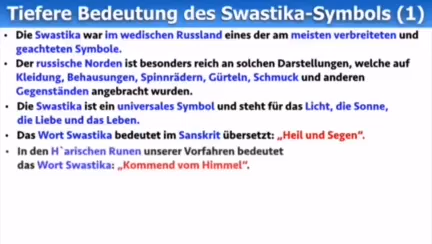 Tiefere Bedeutung des Swastika-Symbols (1)
• Die Swastika war im wedischen Russland eines der am meisten verbreiteten und
geachteten Symbole.
• Der russische Norden ist besonders reich an solchen Darstellungen, welche auf
Kleidung, Behausungen, Spinnrädern, Gürteln, Schmuck und anderen
Gegenständen angebracht wurden.
• Die Swastika ist ein universales Symbol und steht für das Licht, die Sonne,
die Liebe und das Leben.
• Das Wort Swastika bedeutet im Sanskrit übersetzt: „Heil und Segen“.
• In den H`arischen Runen unserer Vorfahren bedeutet
das Wort Swastika: „Kommend vom Himmel“.